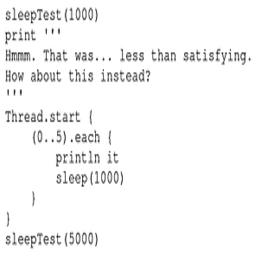 sleepTest(1000)
print '''
Hmmm. That was... less than satisfying.
How about this instead?
'''
Thread.start {
    (0..5).each {
        println it
        sleep(1000)
    }
}
sleepTest(5000)